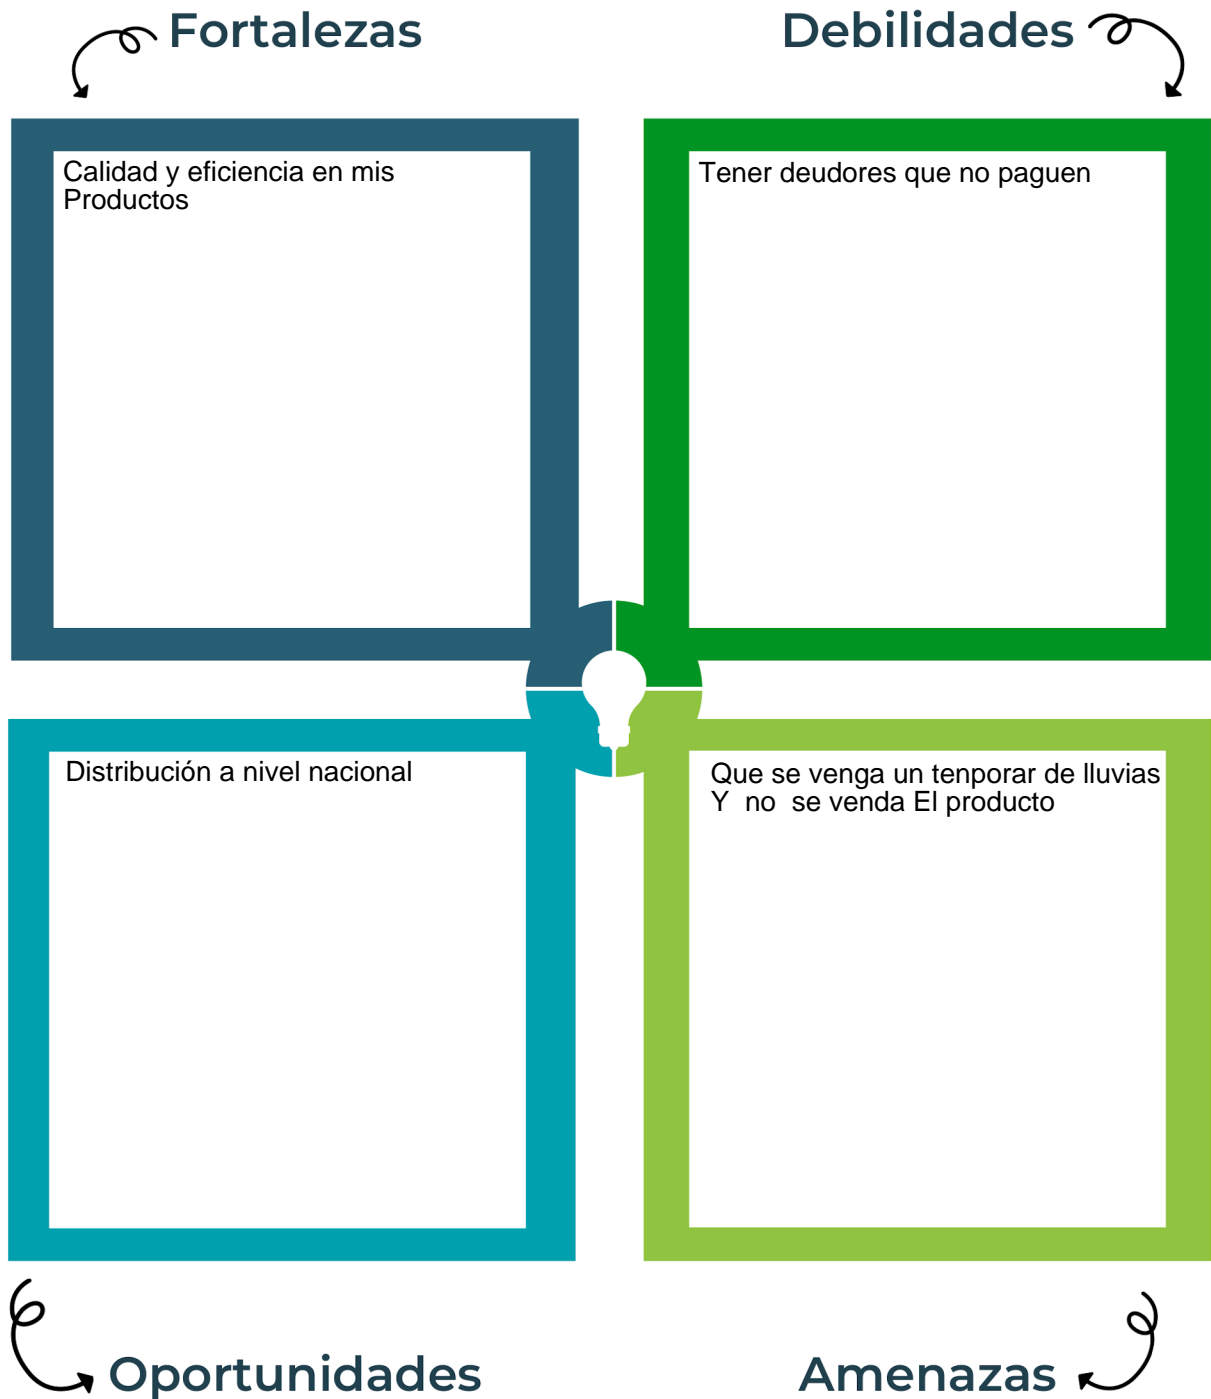 Fortalezas
Debilidades
Calidad y eficiencia en mis
Productos
Tener deudores que no paguen
Distribución a nivel nacional
Que se venga un tenporar de lluvias
Y no se venda El producto
Oportunidades
Amenazas